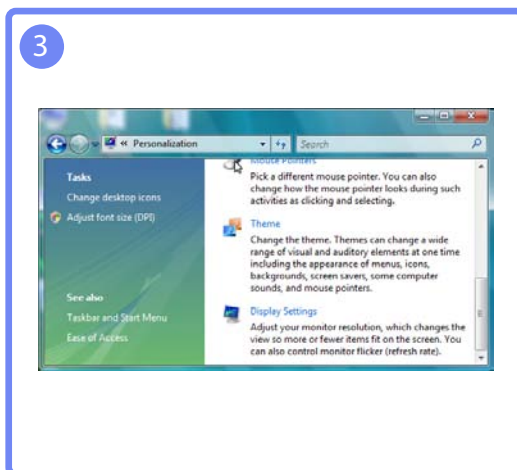 3
« Personalization
Search
Tasks
Change desktop icons
Adjust font size (DPI)
See also
Taskbar and Start Menu
Ease of Access
Mouse Pointers
Pick a different mouse pointer. You can also
change how the mouse pointer looks during such
activities as clicking and selecting.
Theme
Change the theme. Themes can change a wide
range of visual and auditory elements at one time
including the appearance of menus, icons,
backgrounds, screen savers, some computer
sounds, and mouse pointers.
Display Settings
Adjust your monitor resolution, which changes the
view so more or fewer items fit on the screen. You
can also control monitor flicker (refresh rate).